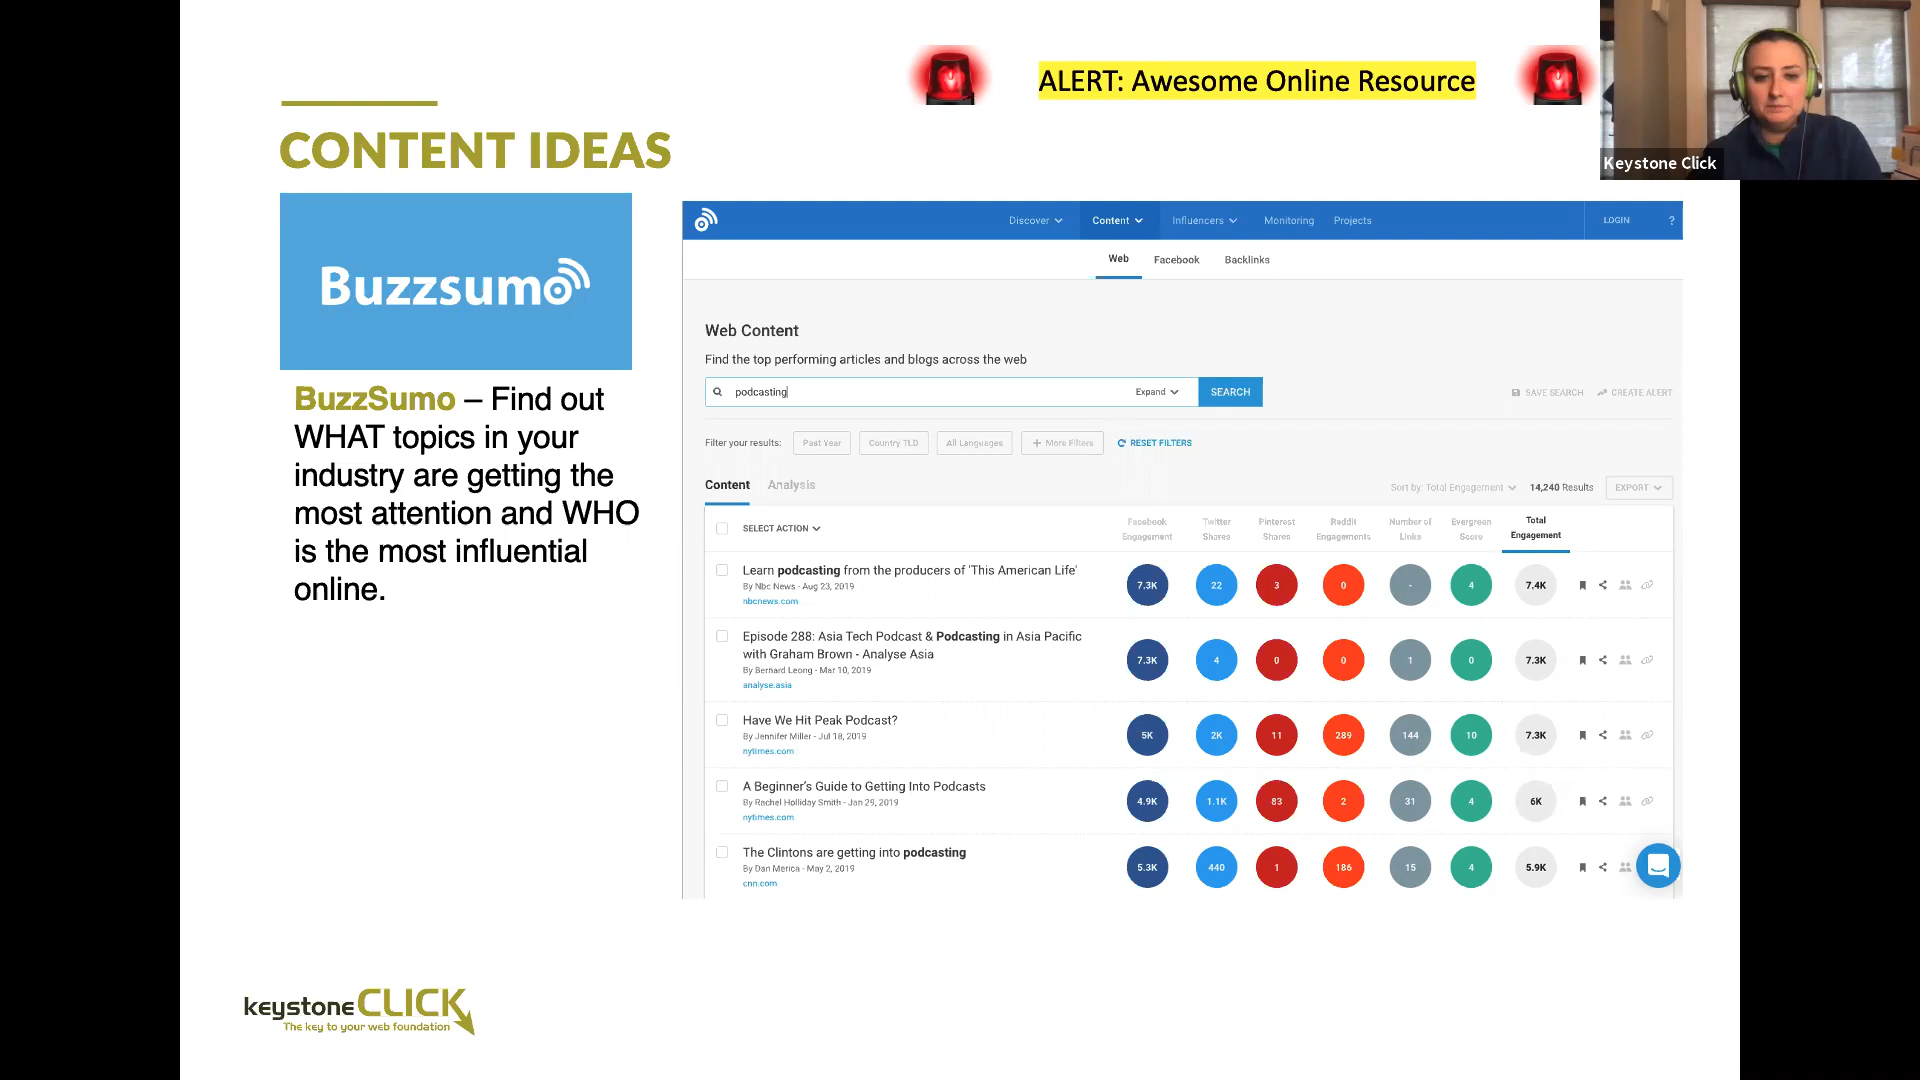 ALERT: Awesome Online Resource
Keystone Click
CONTENT IDEAS
Buzzsumo
BuzzSumo – Find out
WHAT topics in your
industry are getting the
most attention and WHO
is the most influential
online.
Discover Content Influencers Monitoring Projects LOGIN ?
Web Facebook Backlinks
Web Content
Find the top performing articles and blogs across the web
podcasting Expand SEARCH
SAVE SEARCH CREATE ALERT
Filter your results: Past Year Country TLD All Languages + More Filters RESET FILTERS
Content Analysis
Sort by: Total Engagement 14,240 Results EXPORT
SELECT ACTION
Facebook Engagement
Twitter Shares
Pinterest Shares
Reddit Engagements
Number of Links
Evergreen Score
Total Engagement
Learn podcasting from the producers of 'This American Life'
By Nbc News - Aug 23, 2019
nbcnews.com
7.3K 22 3 0 - 4 7.4K
Episode 288: Asia Tech Podcast & Podcasting in Asia Pacific
with Graham Brown - Analyse Asia
By Bernard Leong - Mar 10, 2019
analyse.asia
7.3K 4 0 0 1 0 7.3K
Have We Hit Peak Podcast?
By Jennifer Miller - Jul 18, 2019
nytimes.com
5K 2K 11 289 144 10 7.3K
A Beginner's Guide to Getting Into Podcasts
By Rachel Holliday Smith - Jan 29, 2019
nytimes.com
4.9K 1.1K 83 2 31 4 6K
The Clintons are getting into podcasting
By Dan Merica - May 2, 2019
cnn.com
5.3K 440 1 186 15 4 5.9K
keystone CLICK
The key to your web foundation